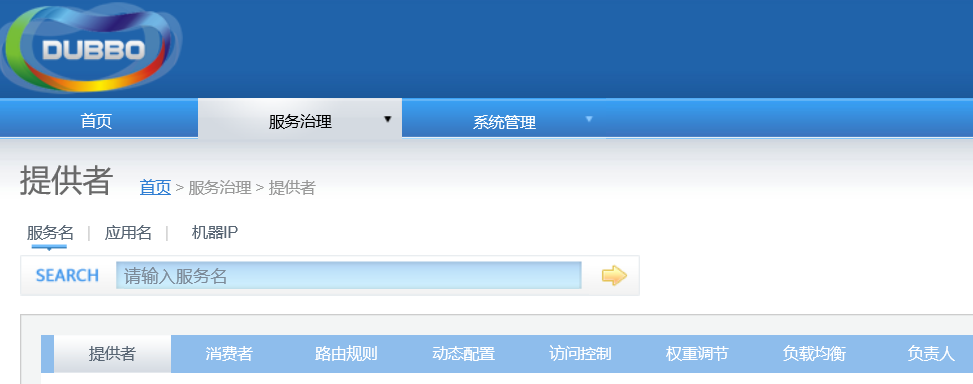 DUBBO
首页 服务治理 系统管理
提供者 首页 > 服务治理 > 提供者
服务名 | 应用名 | 机器IP
SEARCH 请输入服务名
提供者 消费者 路由规则 动态配置 访问控制 权重调节 负载均衡 负责人